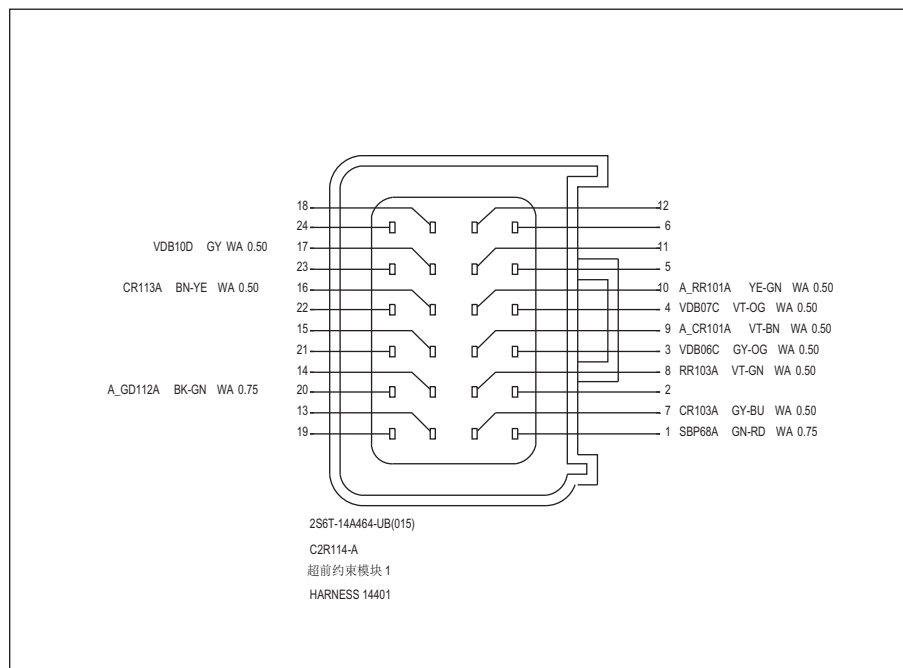 18 12
24 6
VDB10D GY WA 0.50 17 11
23 5
CR113A BN-YE WA 0.50 16 10 A_RR101A YE-GN WA 0.50
22 4 VDB07C VT-OG WA 0.50
15 9 A_CR101A VT-BN WA 0.50
21 3 VDB06C GY-OG WA 0.50
14 8 RR103A VT-GN WA 0.50
A_GD112A BK-GN WA 0.75 20 2
13 7 CR103A GY-BU WA 0.50
19 1 SBP68A GN-RD WA 0.75
2S6T-14A464-UB(015)
C2R114-A
超前约束模块 1
HARNESS 14401